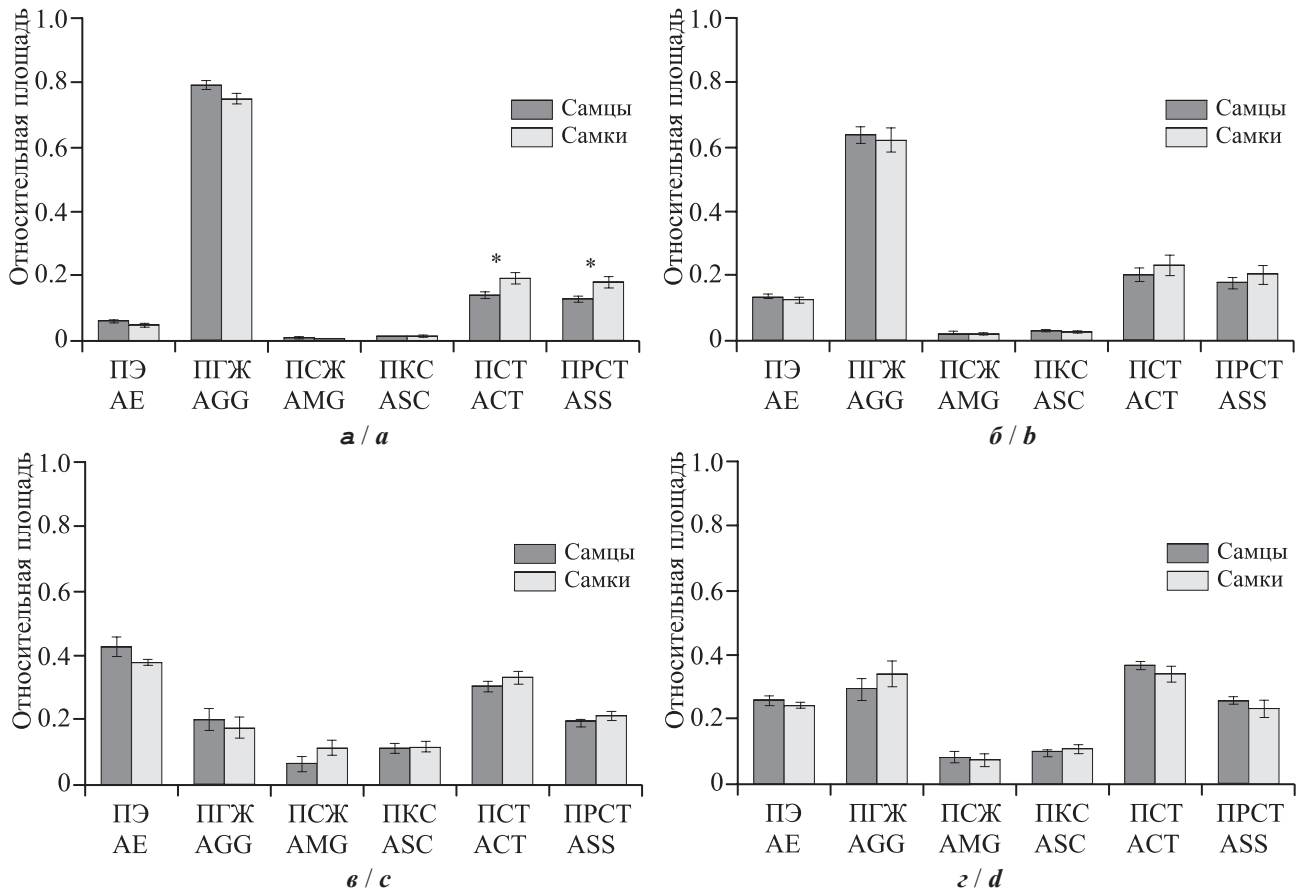 Относительная площадь
1.0
0.8
0.6
0.4
0.2
0
Самцы
Самки
*
*
ПЭ ПГЖ ПСЖ ПКС ПСТ ПРСТ
AE AGG AMG ASC ACT ASS
а / a
Относительная площадь
1.0
0.8
0.6
0.4
0.2
0
Самцы
Самки
ПЭ ПГЖ ПСЖ ПКС ПСТ ПРСТ
AE AGG AMG ASC ACT ASS
б / b
Относительная площадь
1.0
0.8
0.6
0.4
0.2
0
Самцы
Самки
ПЭ ПГЖ ПСЖ ПКС ПСТ ПРСТ
AE AGG AMG ASC ACT ASS
в / c
Относительная площадь
1.0
0.8
0.6
0.4
0.2
0
Самцы
Самки
ПЭ ПГЖ ПСЖ ПКС ПСТ ПРСТ
AE AGG AMG ASC ACT ASS
г / d